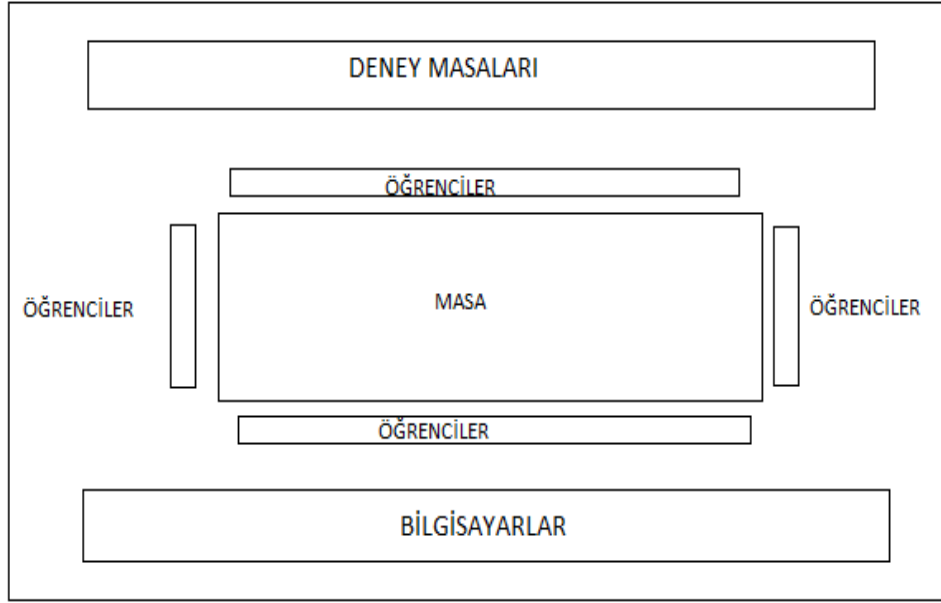 DENEY MASALARI
ÖĞRENCİLER
ÖĞRENCİLER
MASA
ÖĞRENCİLER
ÖĞRENCİLER
BİLGİSAYARLAR